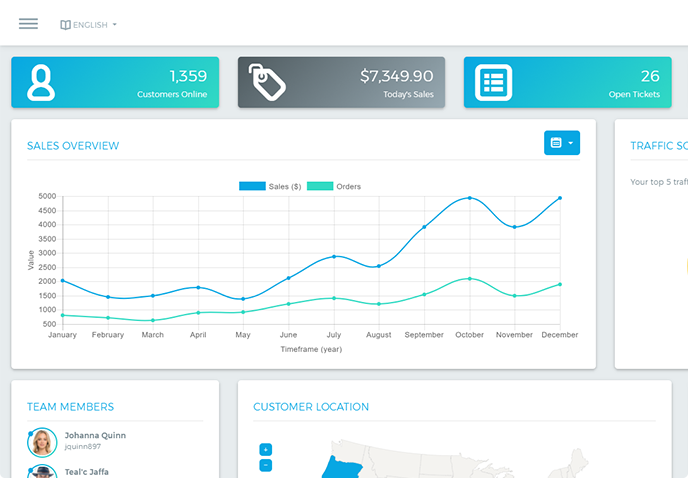 ENGLISH
1,359
Customers Online
$7,349.90
Today's Sales
26
Open Tickets
SALES OVERVIEW
Sales ($) Orders
5000
4500
4000
3500
3000
2500
2000
1500
1000
500
Value
January February March April May June July August September October November December
Timeframe (year)
TRAFFIC SO
Your top 5 traf
TEAM MEMBERS
Johanna Quinn
jquinn897
Teal'c Jaffa
CUSTOMER LOCATION
+
−